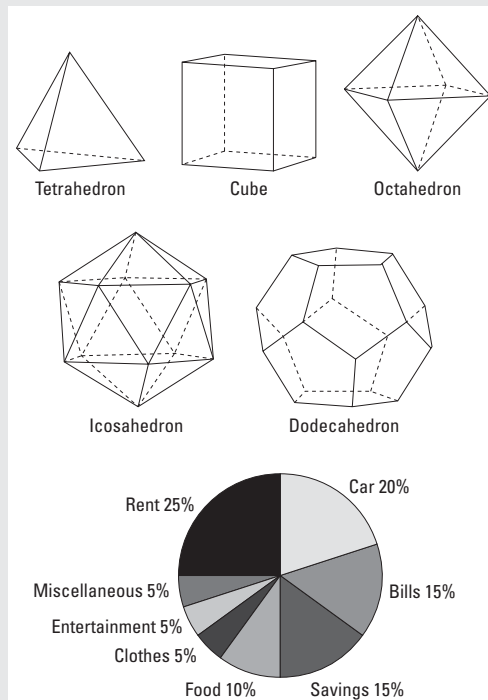 Tetrahedron
Cube
Octahedron
Icosahedron
Dodecahedron
Rent 25%
Car 20%
Miscellaneous 5%
Bills 15%
Entertainment 5%
Clothes 5%
Food 10%
Savings 15%